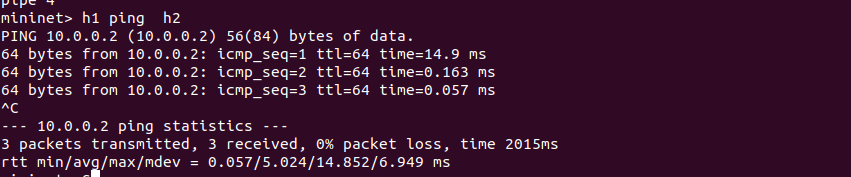 pipe 4
mininet> h1 ping  h2
PING 10.0.0.2 (10.0.0.2) 56(84) bytes of data.
64 bytes from 10.0.0.2: icmp_seq=1 ttl=64 time=14.9 ms
64 bytes from 10.0.0.2: icmp_seq=2 ttl=64 time=0.163 ms
64 bytes from 10.0.0.2: icmp_seq=3 ttl=64 time=0.057 ms
^C
--- 10.0.0.2 ping statistics ---
3 packets transmitted, 3 received, 0% packet loss, time 2015ms
rtt min/avg/max/mdev = 0.057/5.024/14.852/6.949 ms